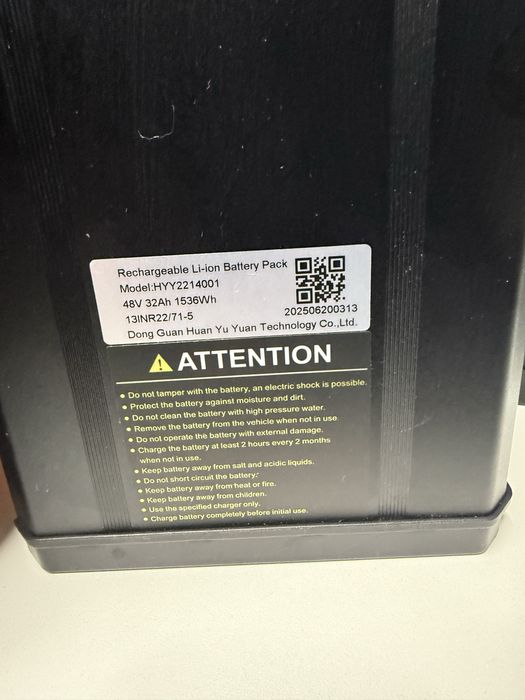 Rechargeable Li-ion Battery Pack
Model:HYY2214001
48V 32Ah 1536Wh
13INR22/71-5
202506200313
Dong Guan Huan Yu Yuan Technology Co.,Ltd.
ATTENTION
• Do not tamper with the battery, an electric shock is possible.
• Protect the battery against moisture and dirt.
• Do not clean the battery with high pressure water.
• Remove the battery from the vehicle when not in use.
• Do not operate the battery with external damage.
• Charge the battery at least 2 hours every 2 months
when not in use.
• Keep battery away from salt and acidic liquids.
• Do not short circuit the battery.
• Keep battery away from heat or fire.
• Keep battery away from children.
• Use the specified charger only.
• Charge battery completely before initial use.